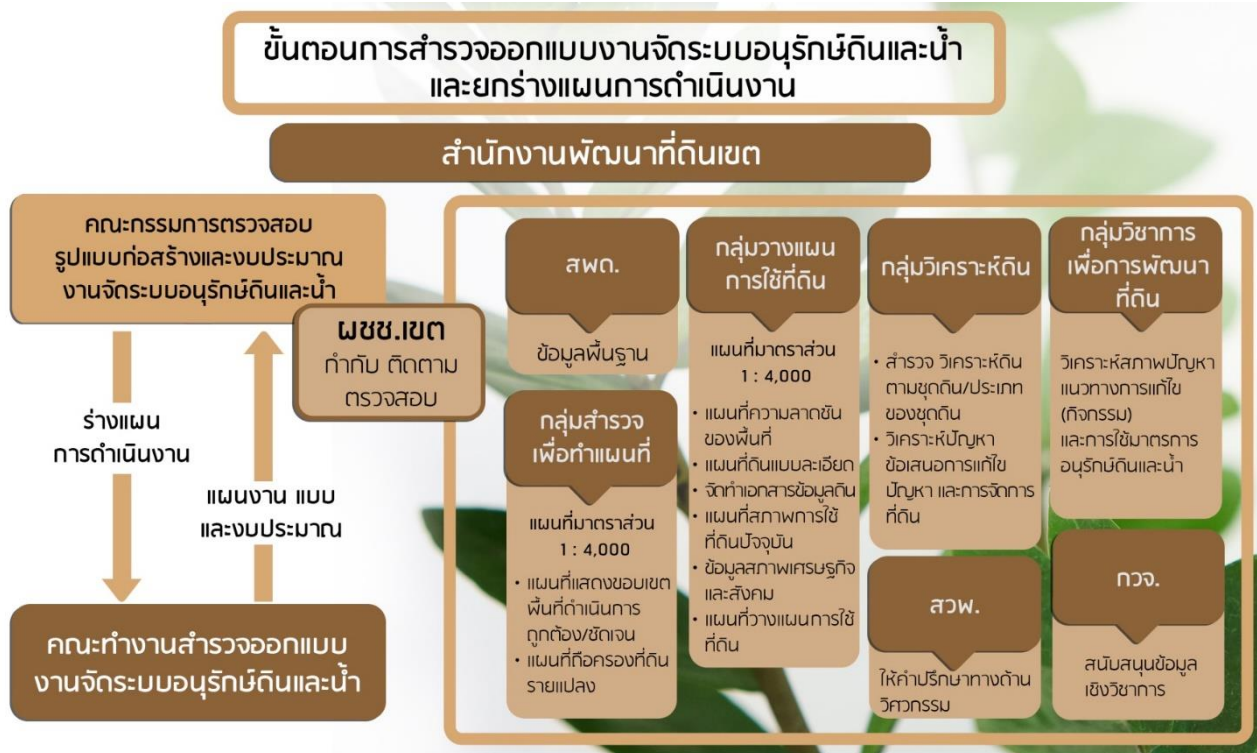 ขั้นตอนการสำรวจออกแบบงานจัดระบบอนุรักษ์ดินและน้ำ
และยกร่างแผนการดำเนินงาน
สำนักงานพัฒนาที่ดินเขต
คณะกรรมการตรวจสอบ
รูปแบบก่อสร้างและงบประมาณ
งานจัดระบบอนุรักษ์ดินและน้ำ
ผชช.เขต
กำกับ ติดตาม
ตรวจสอบ
ร่างแผน
การดำเนินงาน
แผนงาน แบบ
และงบประมาณ
คณะทำงานสำรวจออกแบบ
งานจัดระบบอนุรักษ์ดินและน้ำ
สพด.
ข้อมูลพื้นฐาน
กลุ่มสำรวจ
เพื่อทำแผนที่
แผนที่มาตราส่วน
1 : 4,000
• แผนที่แสดงขอบเขต
พื้นที่ดำเนินการ
ถูกต้อง/ชัดเจน
• แผนที่ถือครองที่ดิน
รายแปลง
กลุ่มวางแผน
การใช้ที่ดิน
แผนที่มาตราส่วน
1 : 4,000
• แผนที่ความลาดชัน
ของพื้นที่
• แผนที่ดินแบบละเอียด
• จัดทำเอกสารข้อมูลดิน
• แผนที่สภาพการใช้
ที่ดินปัจจุบัน
• ข้อมูลสภาพเศรษฐกิจ
และสังคม
• แผนที่วางแผนการใช้
ที่ดิน
กลุ่มวิเคราะห์ดิน
• สำรวจ วิเคราะห์ดิน
ตามชุดดิน/ประเภท
ของชุดดิน
• วิเคราะห์ปัญหา
ข้อเสนอการแก้ไข
ปัญหา และการจัดการ
ที่ดิน
สวพ.
ให้คำปรึกษาทางด้าน
วิศวกรรม
กลุ่มวิชาการ
เพื่อการพัฒนา
ที่ดิน
วิเคราะห์สภาพปัญหา
แนวทางการแก้ไข
(กิจกรรม)
และการใช้มาตรการ
อนุรักษ์ดินและน้ำ
กวจ.
สนับสนุนข้อมูล
เชิงวิชาการ